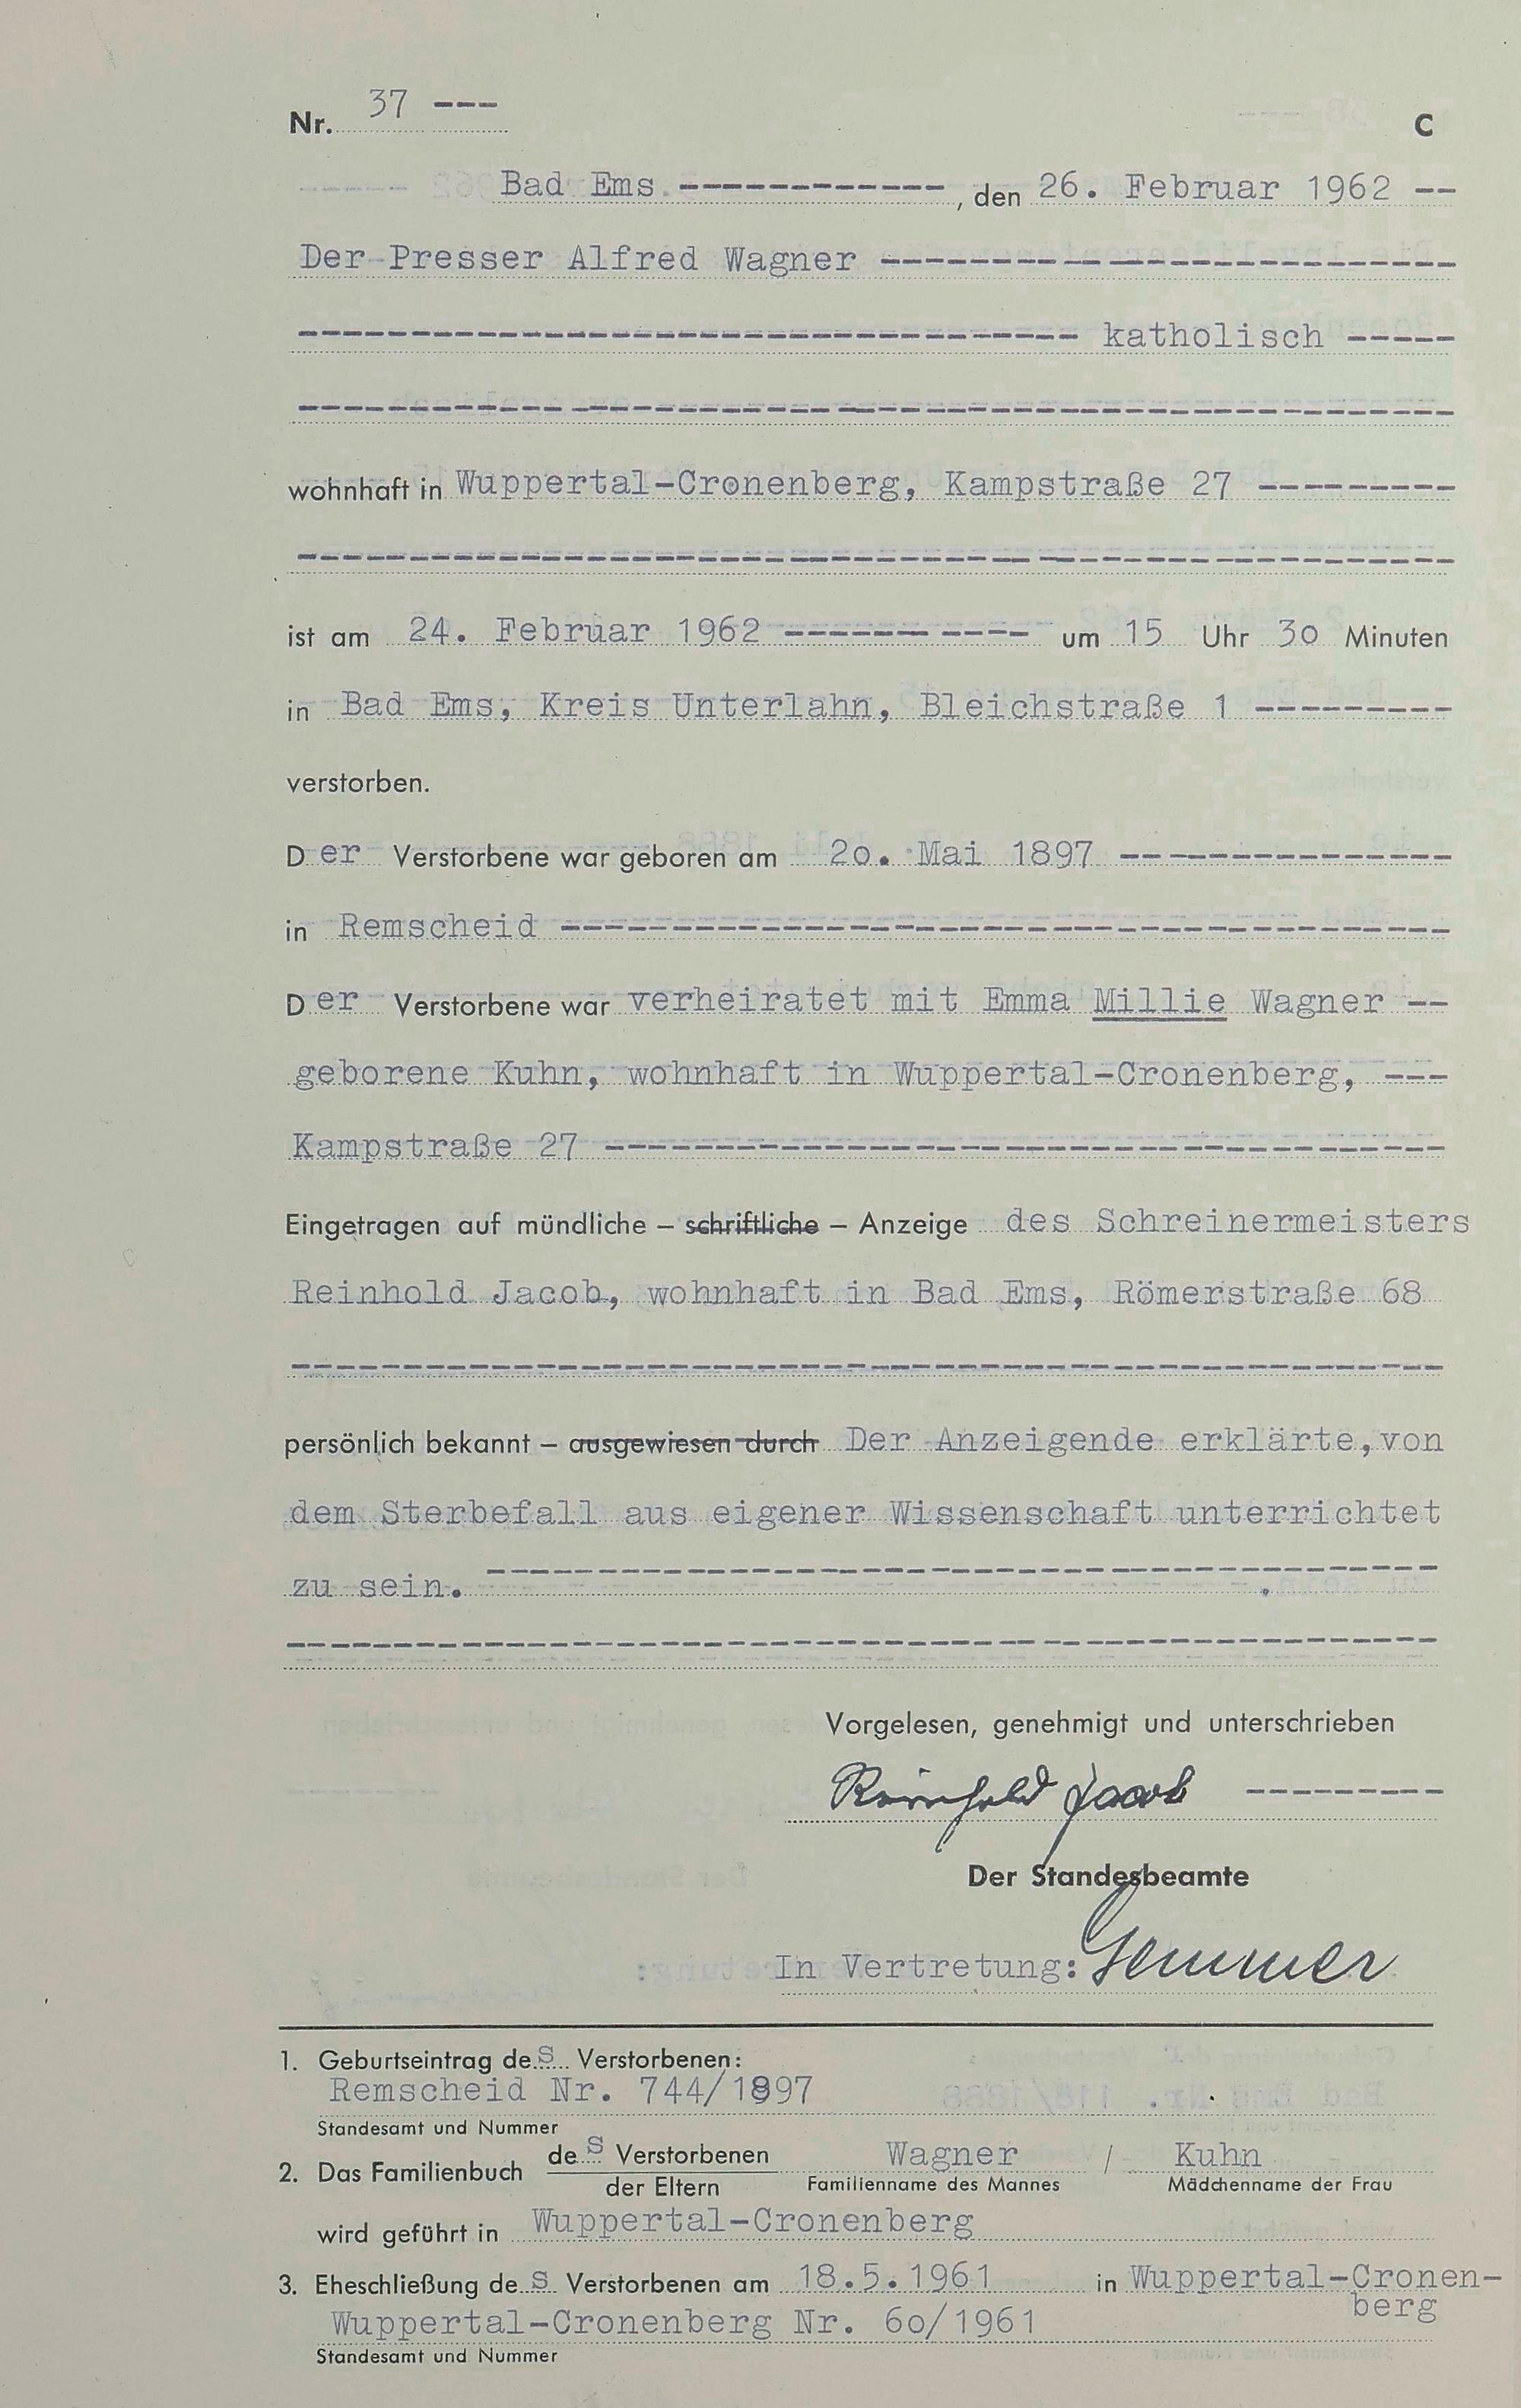 Nr. 37 ---
C
Bad Ems ------------, den 26. Februar 1962 --
Der Presser Alfred Wagner --------------------------
----------------------------------- katholisch -----
----------------------------------------------------
wohnhaft in Wuppertal-Cronenberg, Kampstraße 27 ---------
----------------------------------------------------
ist am 24. Februar 1962 ----------- um 15 Uhr 30 Minuten
in Bad Ems, Kreis Unterlahn, Bleichstraße 1 ---------
verstorben.
Der Verstorbene war geboren am 20. Mai 1897 ---------------
in Remscheid ----------------------------------------
Der Verstorbene war verheiratet mit Emma Millie Wagner --
geborene Kuhn, wohnhaft in Wuppertal-Cronenberg, ---
Kampstraße 27 --------------------------------------
Eingetragen auf mündliche – schriftliche – Anzeige des Schreinermeisters
Reinhold Jacob, wohnhaft in Bad Ems, Römerstraße 68
----------------------------------------------------
persönlich bekannt – ausgewiesen durch Der Anzeigende erklärte, von
dem Sterbefall aus eigener Wissenschaft unterrichtet
zu sein. -------------------------------------------
----------------------------------------------------
Vorgelesen, genehmigt und unterschrieben
Reinhold Jacob ---------
Der Standesbeamte
In Vertretung: Gemmer
1. Geburtseintrag des Verstorbenen:
Remscheid Nr. 744/1897
Standesamt und Nummer
2. Das Familienbuch des Verstorbenen Wagner / Kuhn
der Eltern Familienname des Mannes Mädchenname der Frau
wird geführt in Wuppertal-Cronenberg
3. Eheschließung des Verstorbenen am 18.5.1961 in Wuppertal-Cronen-
berg
Wuppertal-Cronenberg Nr. 60/1961
Standesamt und Nummer